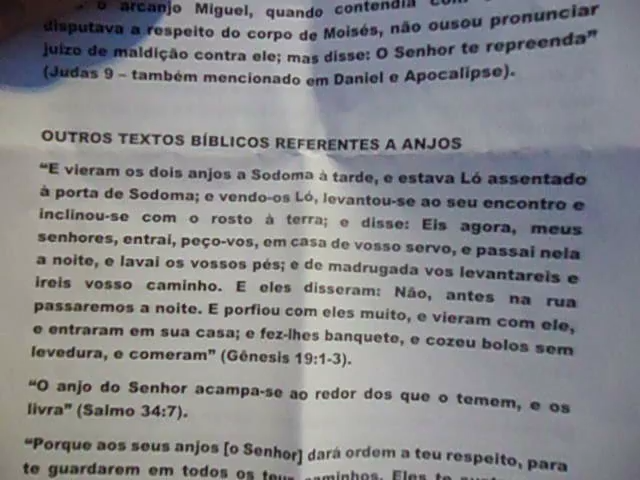 o arcanjo Miguel, quando contendia
disputava a respeito do corpo de Moisés, não ousou pronunciar
juízo de maldição contra ele; mas disse: O Senhor te repreenda”
(Judas 9 – também mencionado em Daniel e Apocalipse).
OUTROS TEXTOS BÍBLICOS REFERENTES A ANJOS
“E vieram os dois anjos a Sodoma à tarde, e estava Ló assentado
à porta de Sodoma; e vendo-os Ló, levantou-se ao seu encontro e
inclinou-se com o rosto à terra; e disse: Eis agora, meus
senhores, entrai, peço-vos, em casa de vosso servo, e passai nela
a noite, e lavai os vossos pés; e de madrugada vos levantareis e
ireis vosso caminho. E eles disseram: Não, antes na rua
passaremos a noite. E porfiou com eles muito, e vieram com ele,
e entraram em sua casa; e fez-lhes banquete, e cozeu bolos sem
levedura, e comeram” (Gênesis 19:1-3).
“O anjo do Senhor acampa-se ao redor dos que o temem, e os
livra” (Salmo 34:7).
“Porque aos seus anjos [o Senhor] dará ordem a teu respeito, para
te guardarem em todos os teus caminhos. Eles te